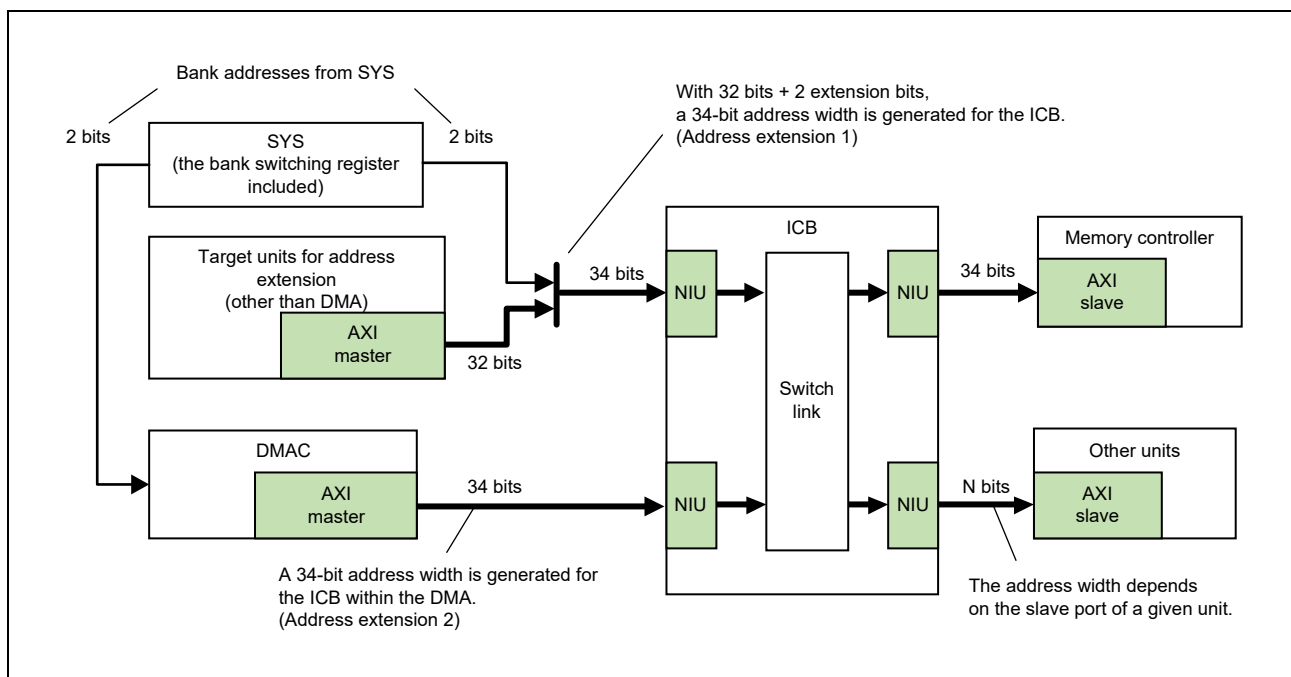 Bank addresses from SYS
2 bits
2 bits
SYS
(the bank switching register
included)
With 32 bits + 2 extension bits,
a 34-bit address width is generated for the ICB.
(Address extension 1)
Target units for address
extension
(other than DMA)
AXI
master
32 bits
34 bits
ICB
NIU
NIU
Switch
link
34 bits
Memory controller
AXI
slave
DMAC
AXI
master
34 bits
NIU
NIU
N bits
Other units
AXI
slave
A 34-bit address width is generated for
the ICB within the DMA.
(Address extension 2)
The address width depends
on the slave port of a given unit.